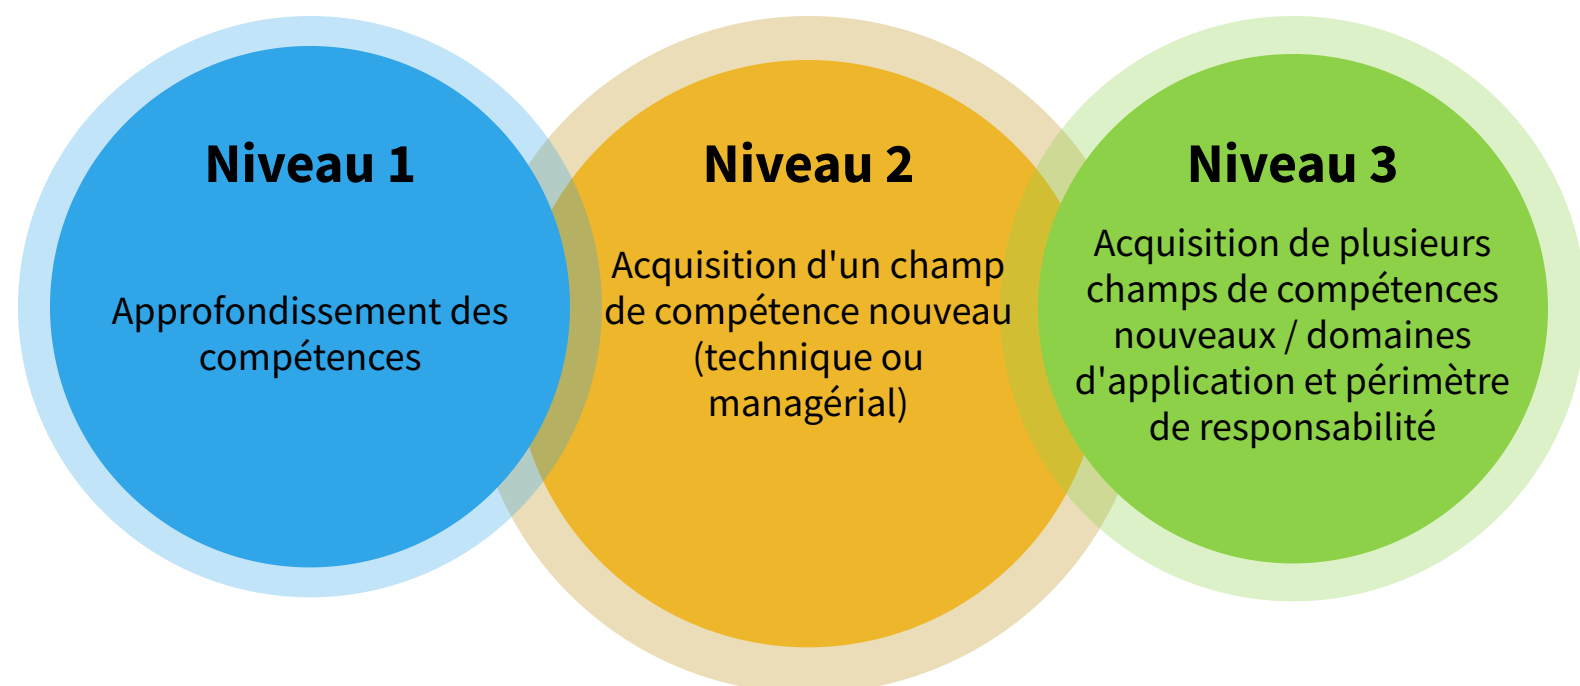 Niveau 1
Approfondissement des
compétences
Niveau 2
Acquisition d'un champ
de compétence nouveau
(technique ou
managérial)
Niveau 3
Acquisition de plusieurs
champs de compétences
nouveaux / domaines
d'application et périmètre
de responsabilité